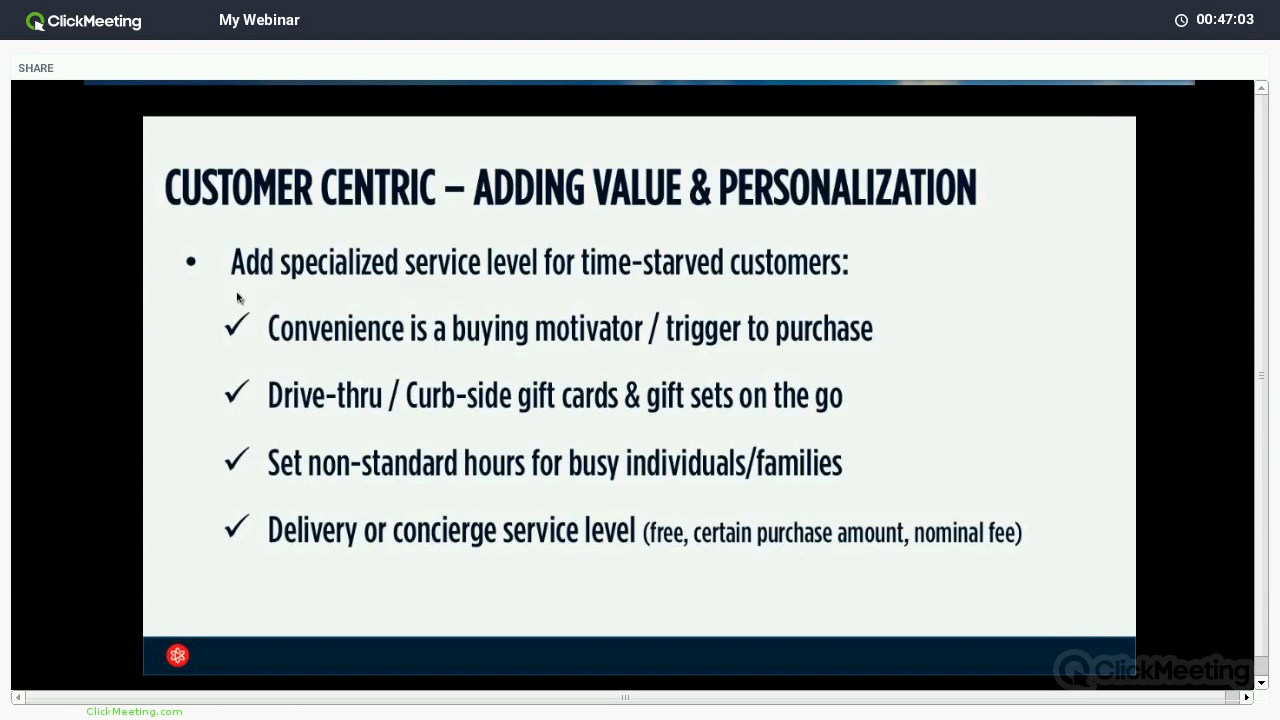 ClickMeeting My Webinar 00:47:03
SHARE
CUSTOMER CENTRIC – ADDING VALUE & PERSONALIZATION
• Add specialized service level for time-starved customers:
✓ Convenience is a buying motivator / trigger to purchase
✓ Drive-thru / Curb-side gift cards & gift sets on the go
✓ Set non-standard hours for busy individuals/families
✓ Delivery or concierge service level (free, certain purchase amount, nominal fee)
ClickMeeting
ClickMeeting.com